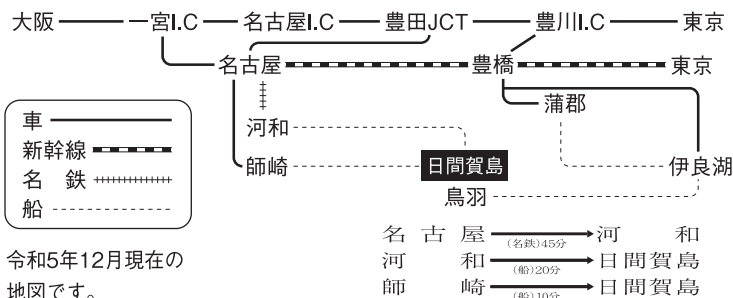 大阪 一宮I.C 名古屋I.C 豊田JCT 豊川I.C 東京
名古屋 豊橋 東京
蒲郡
河和
師崎 日間賀島 伊良湖
鳥羽
車
新幹線
名鉄
船
名古屋 (名鉄)45分 河和
河和 (船)20分 日間賀島
師崎 (船)10分 日間賀島
令和5年12月現在の
地図です。